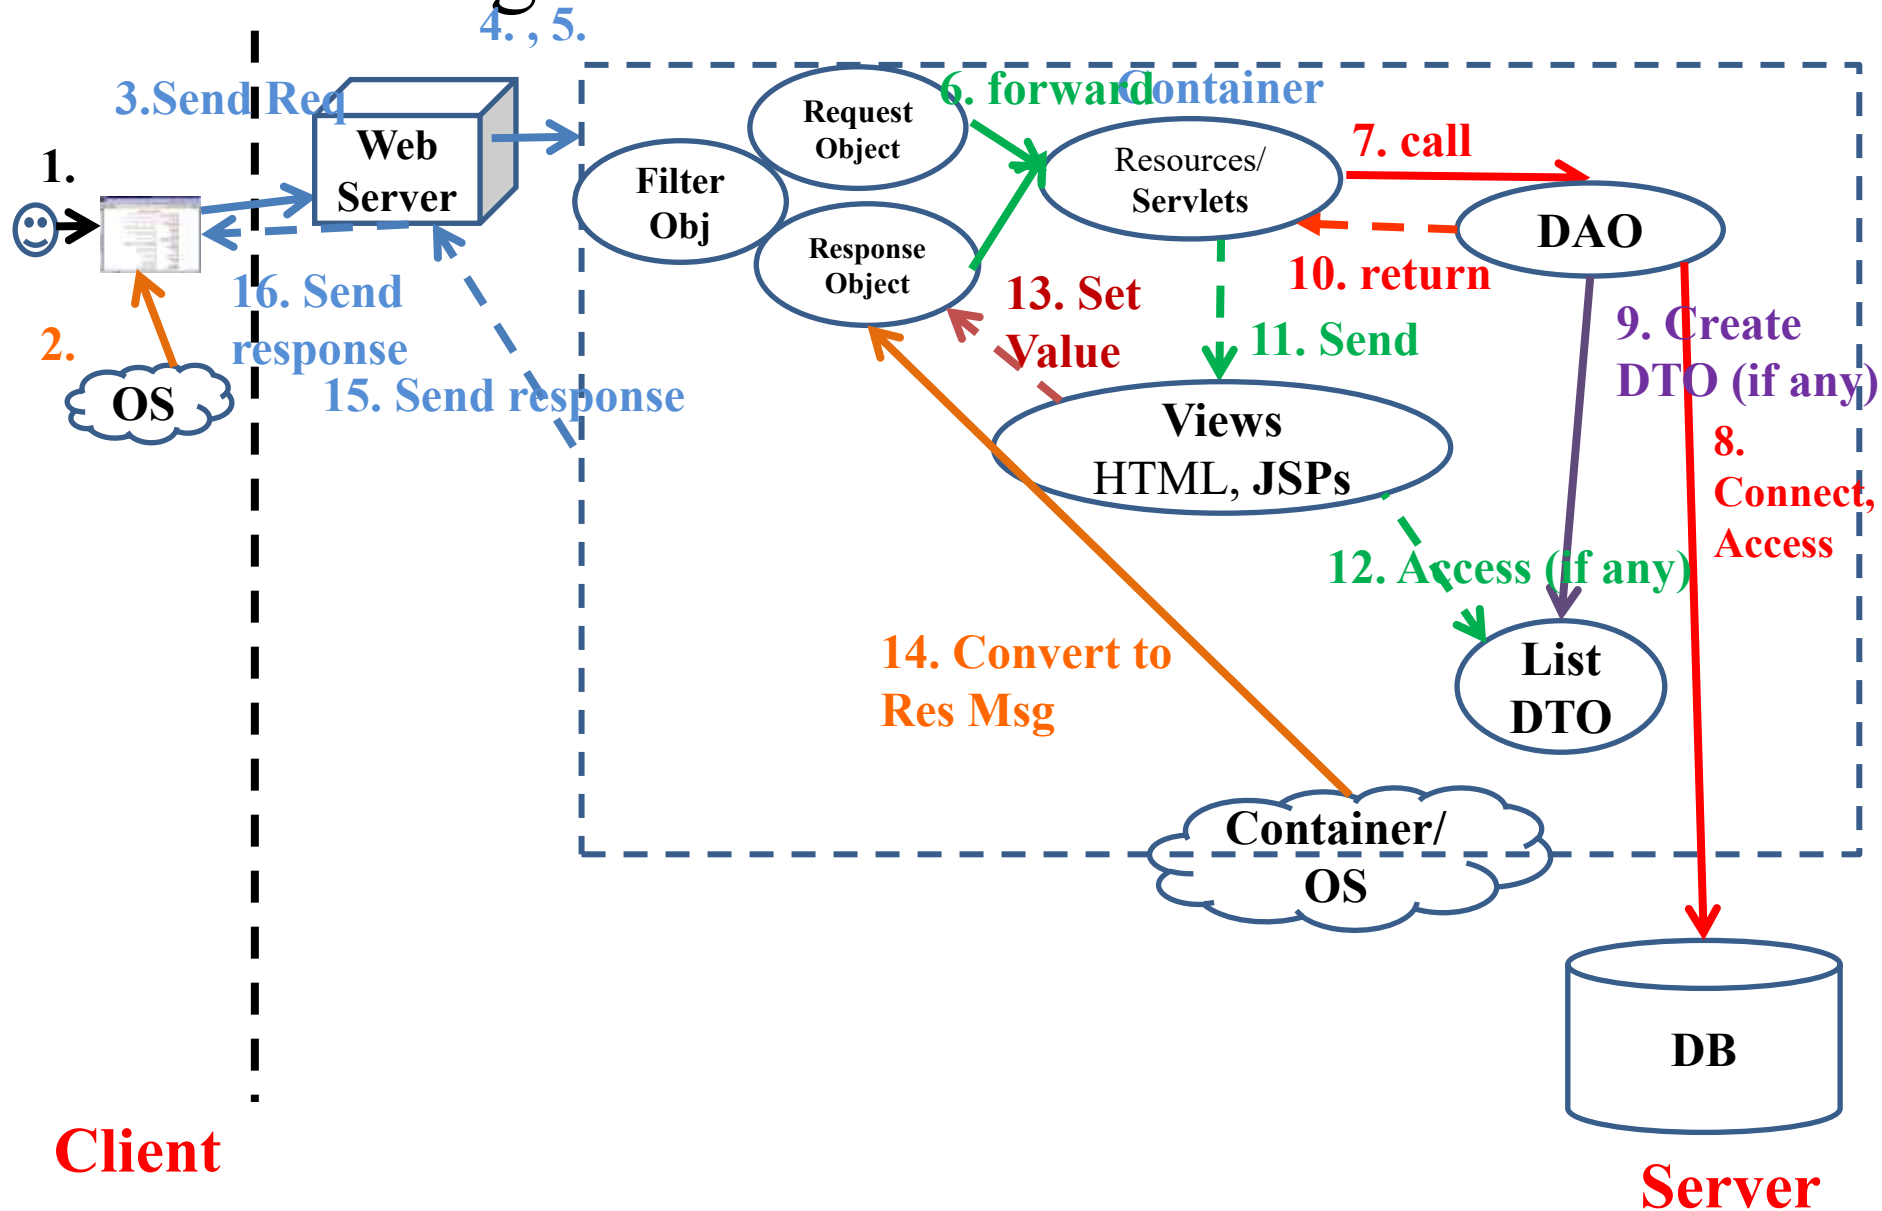 4. , 5.
3.Send Req
Container
6. forward
Request
Object
Web
Server
7. call
1.
Filter
Obj
Resources/
Servlets
DAO
Response
Object
10. return
16. Send
response
13. Set
Value
11. Send
9. Create
DTO (if any)
2.
OS
15. Send response
Views
HTML, JSPs
8.
Connect,
Access
12. Access (if any)
14. Convert to
Res Msg
List
DTO
Container/
OS
DB
Client
Server